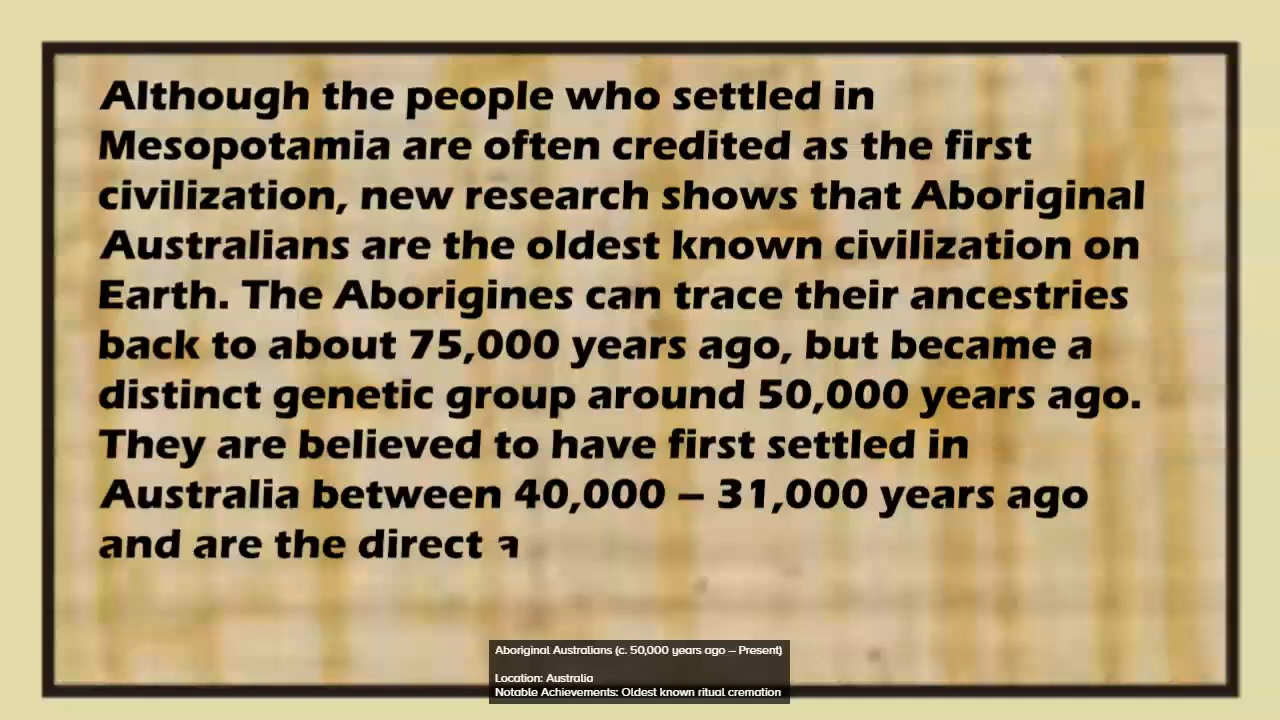 Although the people who settled in
Mesopotamia are often credited as the first
civilization, new research shows that Aboriginal
Australians are the oldest known civilization on
Earth. The Aborigines can trace their ancestries
back to about 75,000 years ago, but became a
distinct genetic group around 50,000 years ago.
They are believed to have first settled in
Australia between 40,000 – 31,000 years ago
and are the direct a
Aboriginal Australians (c. 50,000 years ago – Present)
Location: Australia
Notable Achievements: Oldest known ritual cremation